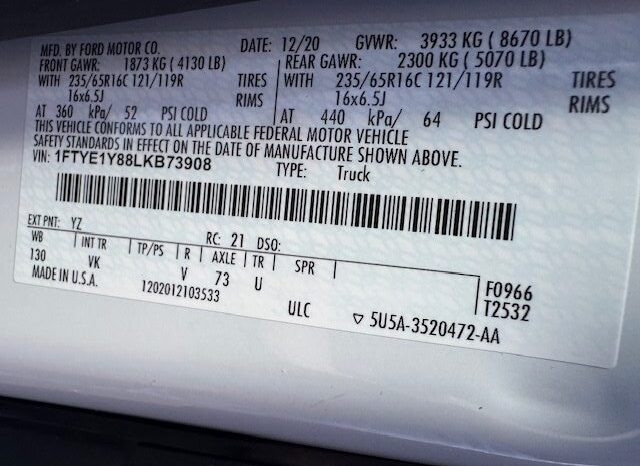 MFD. BY FORD MOTOR CO. DATE: 12/20 GVWR: 3933 KG ( 8670 LB)
FRONT GAWR: 1873 KG ( 4130 LB) REAR GAWR: 2300 KG ( 5070 LB)
WITH 235/65R16C 121/119R TIRES WITH 235/65R16C 121/119R TIRES
16x6.5J RIMS 16x6.5J RIMS
AT 360 kPa/ 52 PSI COLD AT 440 kPa/ 64 PSI COLD
THIS VEHICLE CONFORMS TO ALL APPLICABLE FEDERAL MOTOR VEHICLE
SAFETY STANDARDS IN EFFECT ON THE DATE OF MANUFACTURE SHOWN ABOVE.
VIN: 1FTYE1Y88LKB73908 TYPE: Truck
EXT PNT: YZ RC: 21 DSO:
WB INT TR TP/PS R AXLE TR SPR
130 VK V 73 U F0966
MADE IN U.S.A. 1202012103533 T2532
ULC ▽ 5U5A-3520472-AA